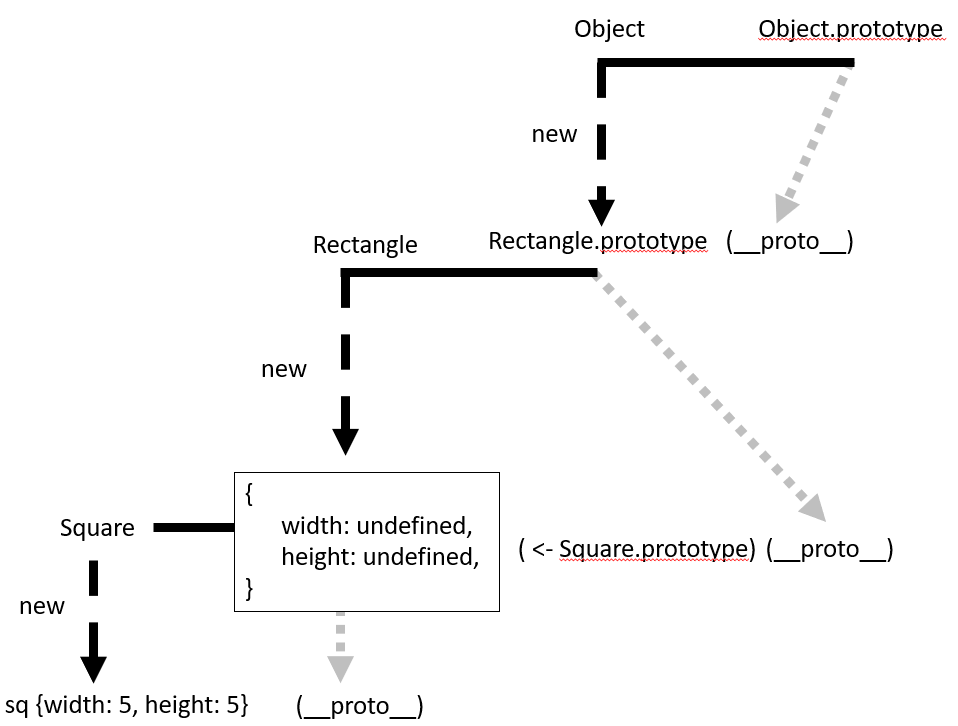 Object Object.prototype
new
Rectangle Rectangle.prototype (__proto__)
new
{
width: undefined,
height: undefined,
}
Square ( <- Square.prototype) (__proto__)
new
sq {width: 5, height: 5} (__proto__)